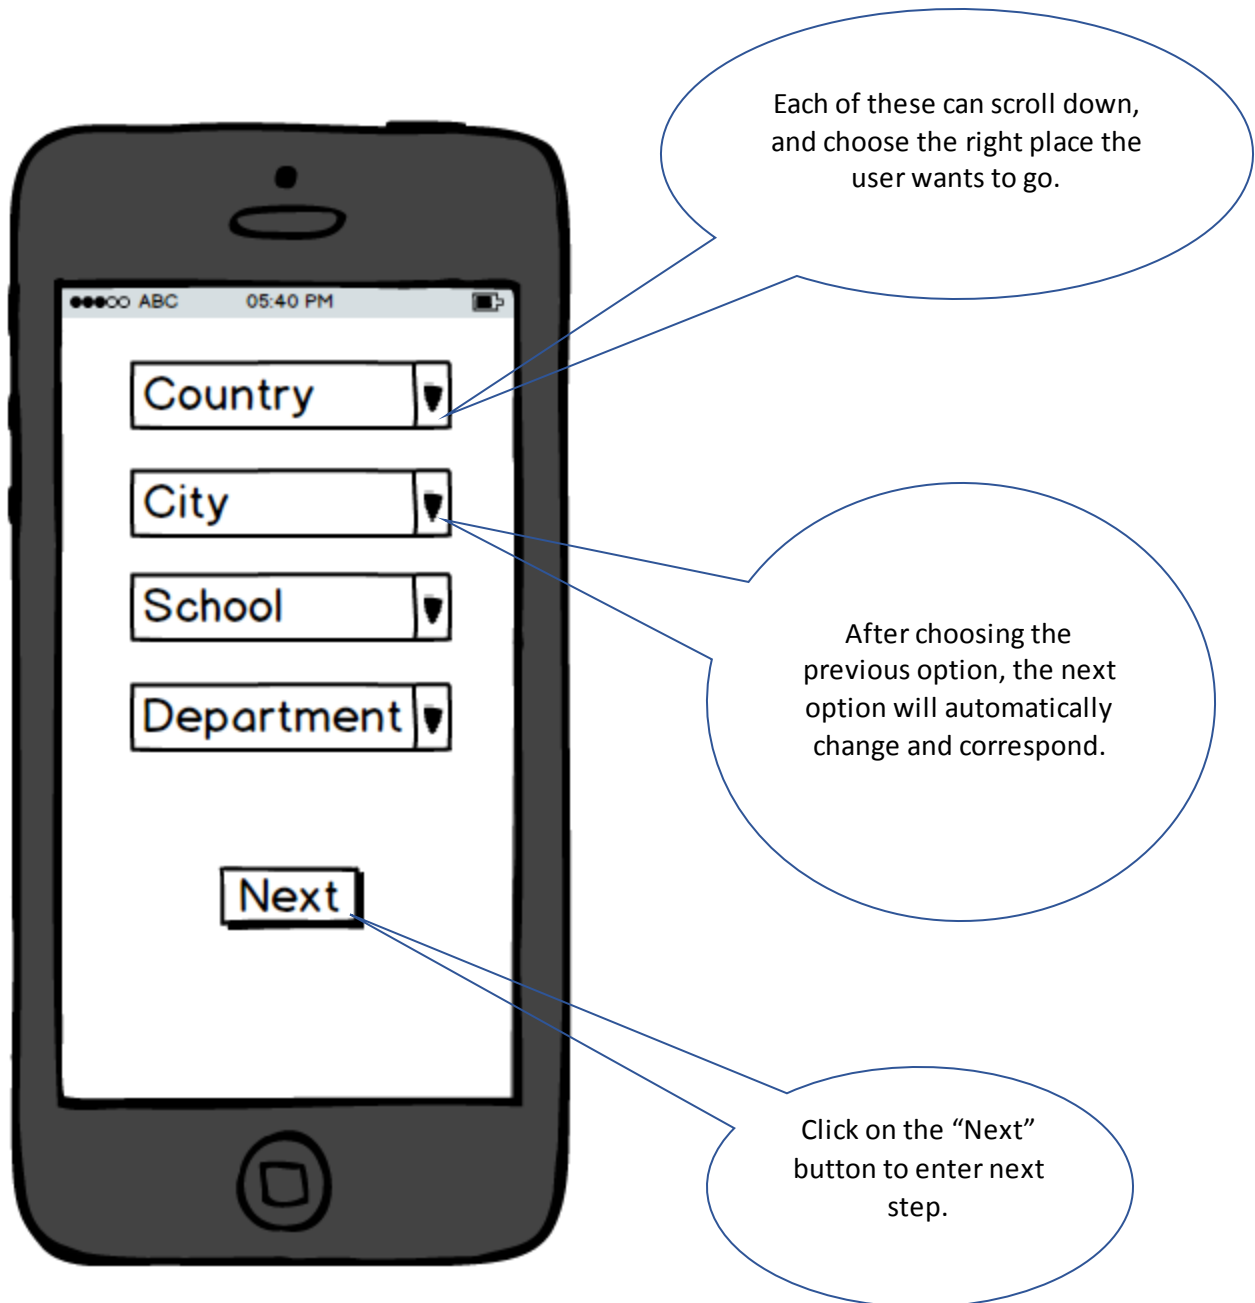 Each of these can scroll down,
and choose the right place the
user wants to go.
ABC 05:40 PM
Country
City
School
Department
After choosing the
previous option, the next
option will automatically
change and correspond.
Next
Click on the “Next”
button to enter next
step.